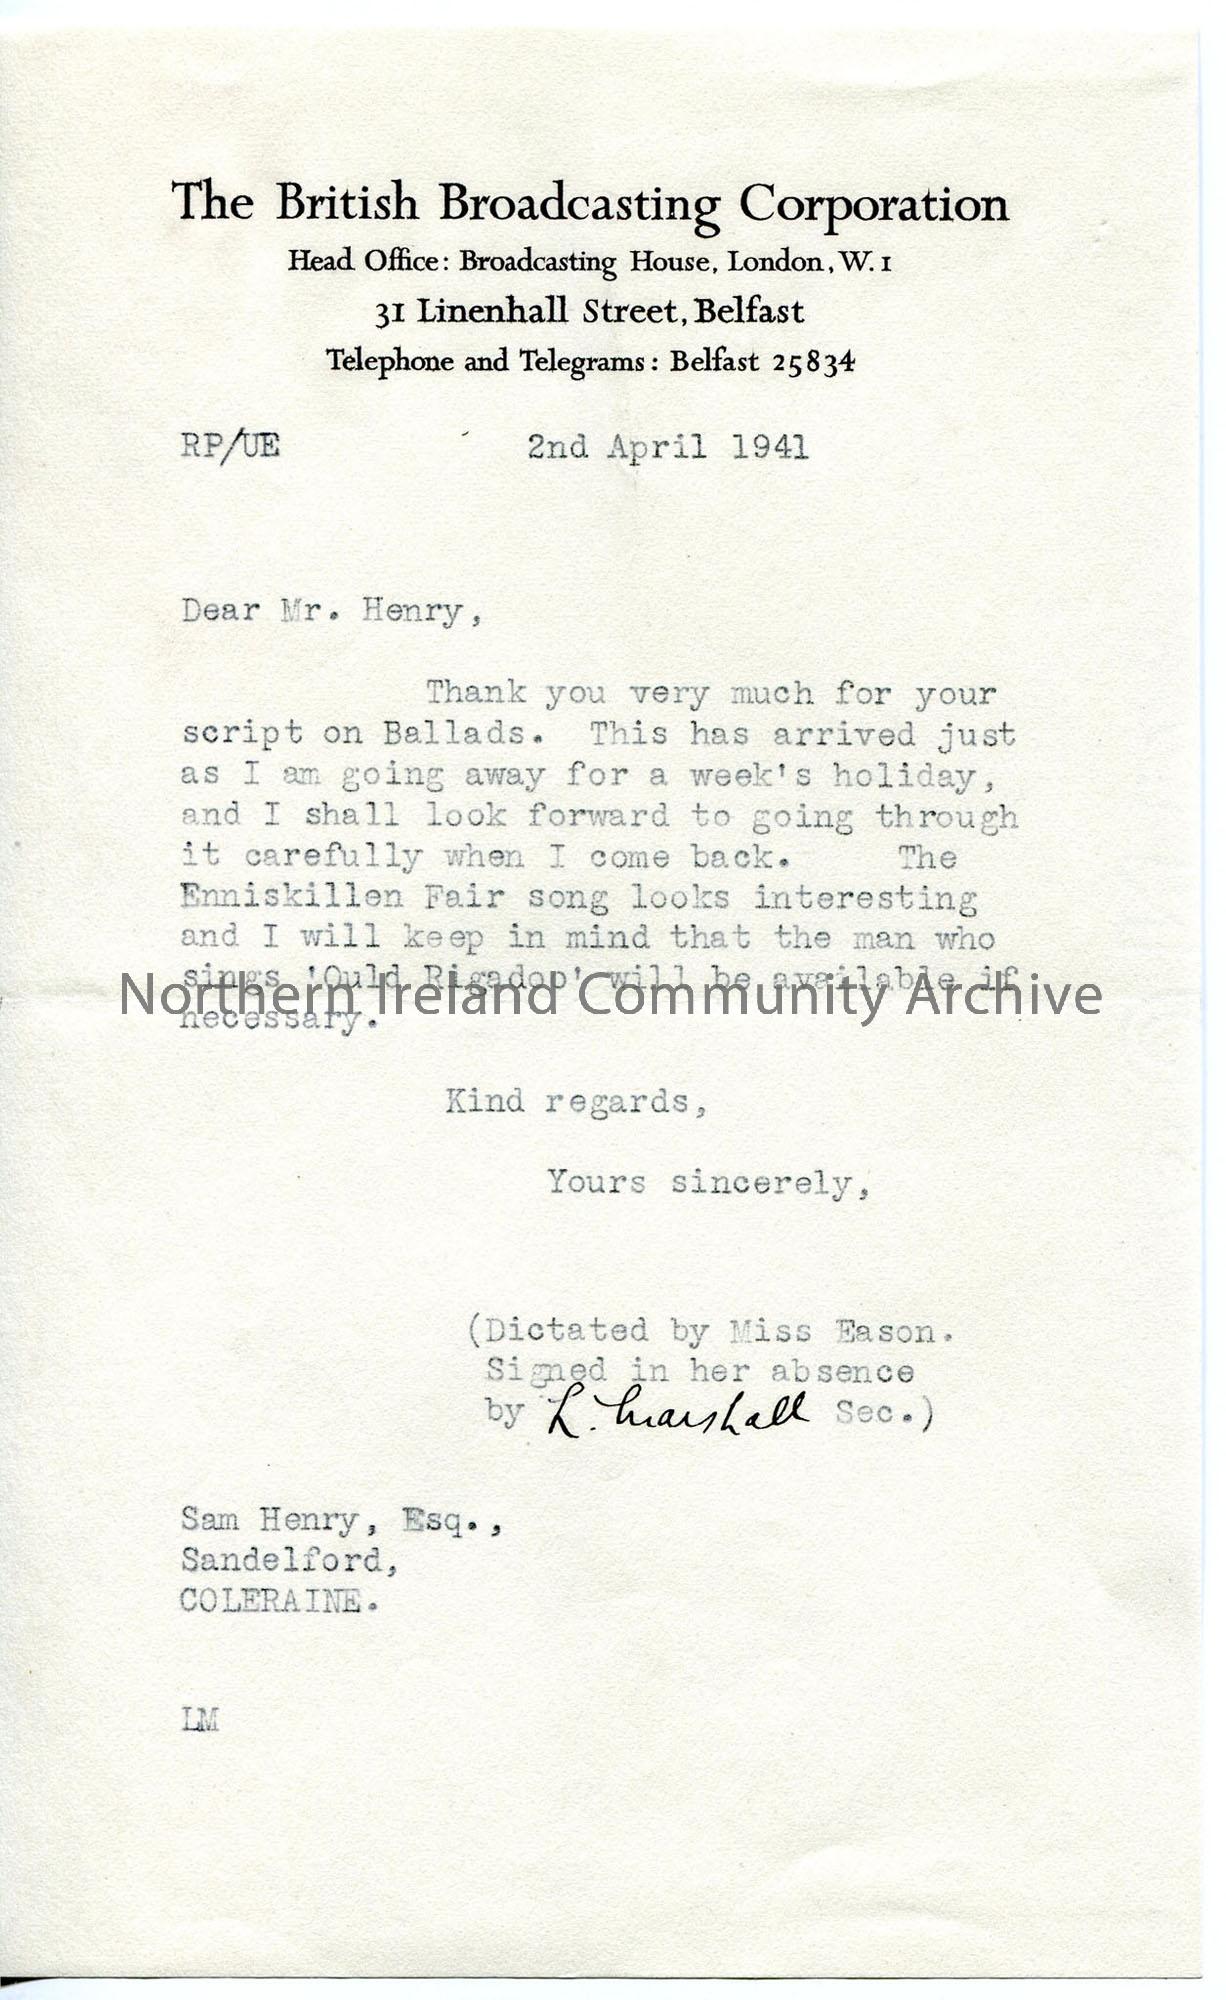 The British Broadcasting Corporation
Head Office: Broadcasting House, London, W.1
31 Linenhall Street, Belfast
Telephone and Telegrams: Belfast 25834
RP/UE 2nd April 1941
Dear Mr. Henry,
Thank you very much for your
script on Ballads. This has arrived just
as I am going away for a week's holiday,
and I shall look forward to going through
it carefully when I come back. The
Enniskillen Fair song looks interesting
and I will keep in mind that the man who
sings 'Ould Rigadoo' will be available if
Northern Ireland Community Archive
necessary.
Kind regards,
Yours sincerely,
(Dictated by Miss Eason.
Signed in her absence
by L. Marshall Sec.)
Sam Henry, Esq.,
Sandelford,
COLERAINE.
LM